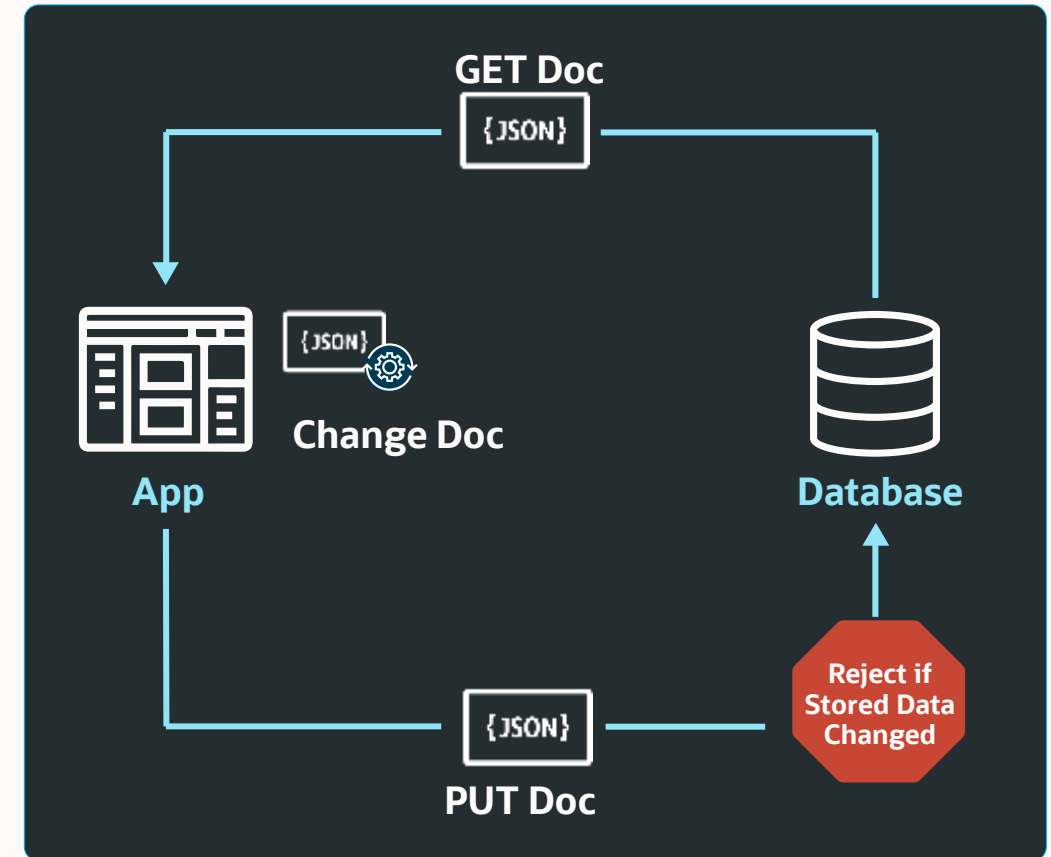 GET Doc
{JSON}
{JSON}
Change Doc
App
Database
Reject if
Stored Data
Changed
{JSON}
PUT Doc